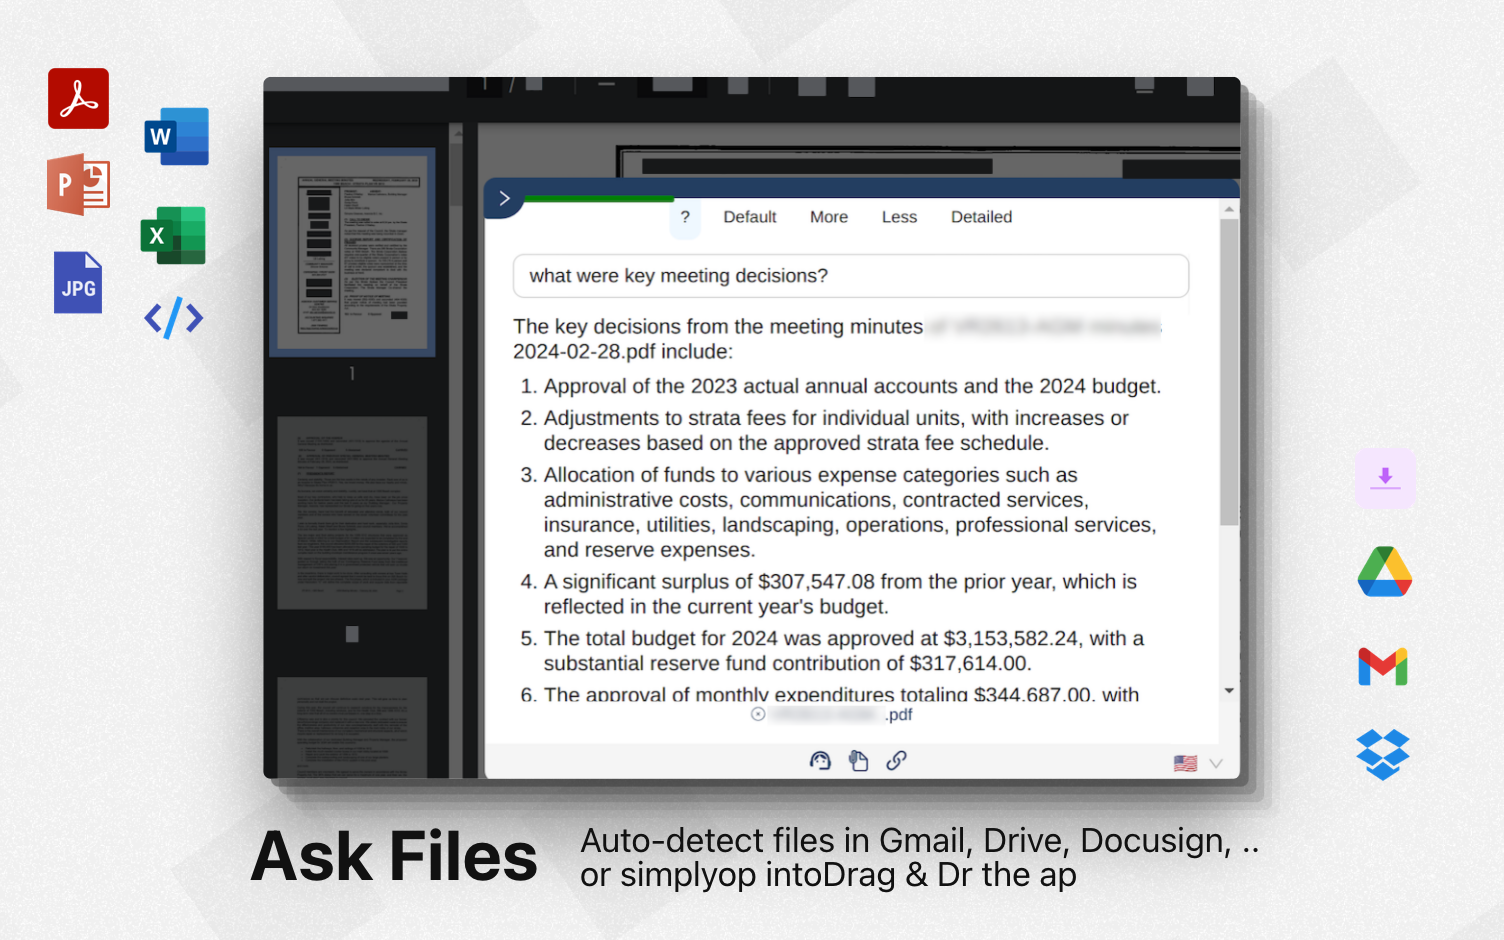 W
P
X
JPG
1
? Default More Less Detailed
what were key meeting decisions?
The key decisions from the meeting minutes
2024-02-28.pdf include:
1. Approval of the 2023 actual annual accounts and the 2024 budget.
2. Adjustments to strata fees for individual units, with increases or
decreases based on the approved strata fee schedule.
3. Allocation of funds to various expense categories such as
administrative costs, communications, contracted services,
insurance, utilities, landscaping, operations, professional services,
and reserve expenses.
4. A significant surplus of $307,547.08 from the prior year, which is
reflected in the current year's budget.
5. The total budget for 2024 was approved at $3,153,582.24, with a
substantial reserve fund contribution of $317,614.00.
6. The approval of monthly expenditures totaling $344,687.00, with
.pdf
Ask Files
Auto-detect files in Gmail, Drive, Docusign, ..
or simplyop intoDrag & Dr the ap